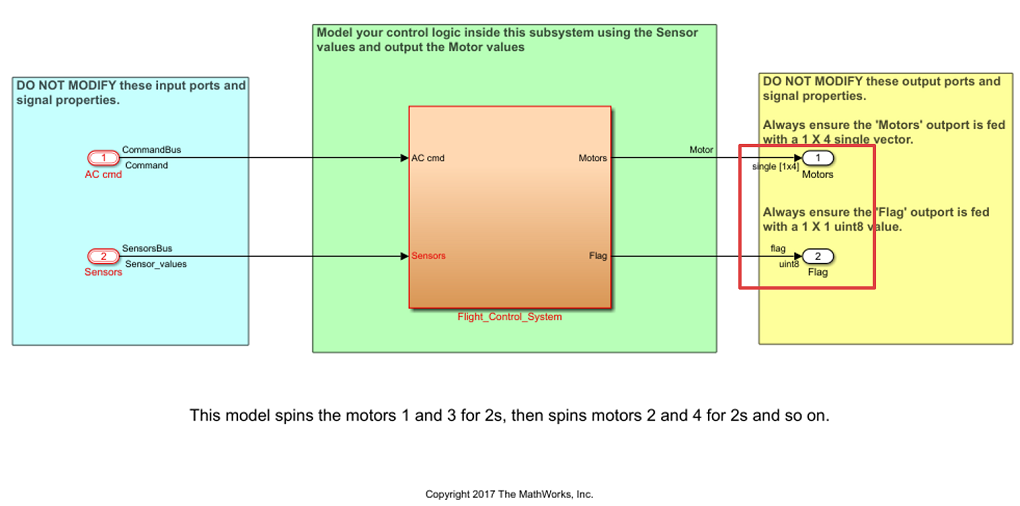 Model your control logic inside this subsystem using the Sensor
values and output the Motor values
DO NOT MODIFY these input ports and
signal properties.
DO NOT MODIFY these output ports and
signal properties.
Always ensure the 'Motors' outport is fed
with a 1 X 4 single vector.
CommandBus
1
Command
AC cmd
AC cmd
Motors
Motor
single [1x4]
1
Motors
Always ensure the 'Flag' outport is fed
with a 1 X 1 uint8 value.
SensorsBus
2
Sensor_values
Sensors
Sensors
Flag
flag
uint8
2
Flag
Flight_Control_System
This model spins the motors 1 and 3 for 2s, then spins motors 2 and 4 for 2s and so on.
Copyright 2017 The MathWorks, Inc.